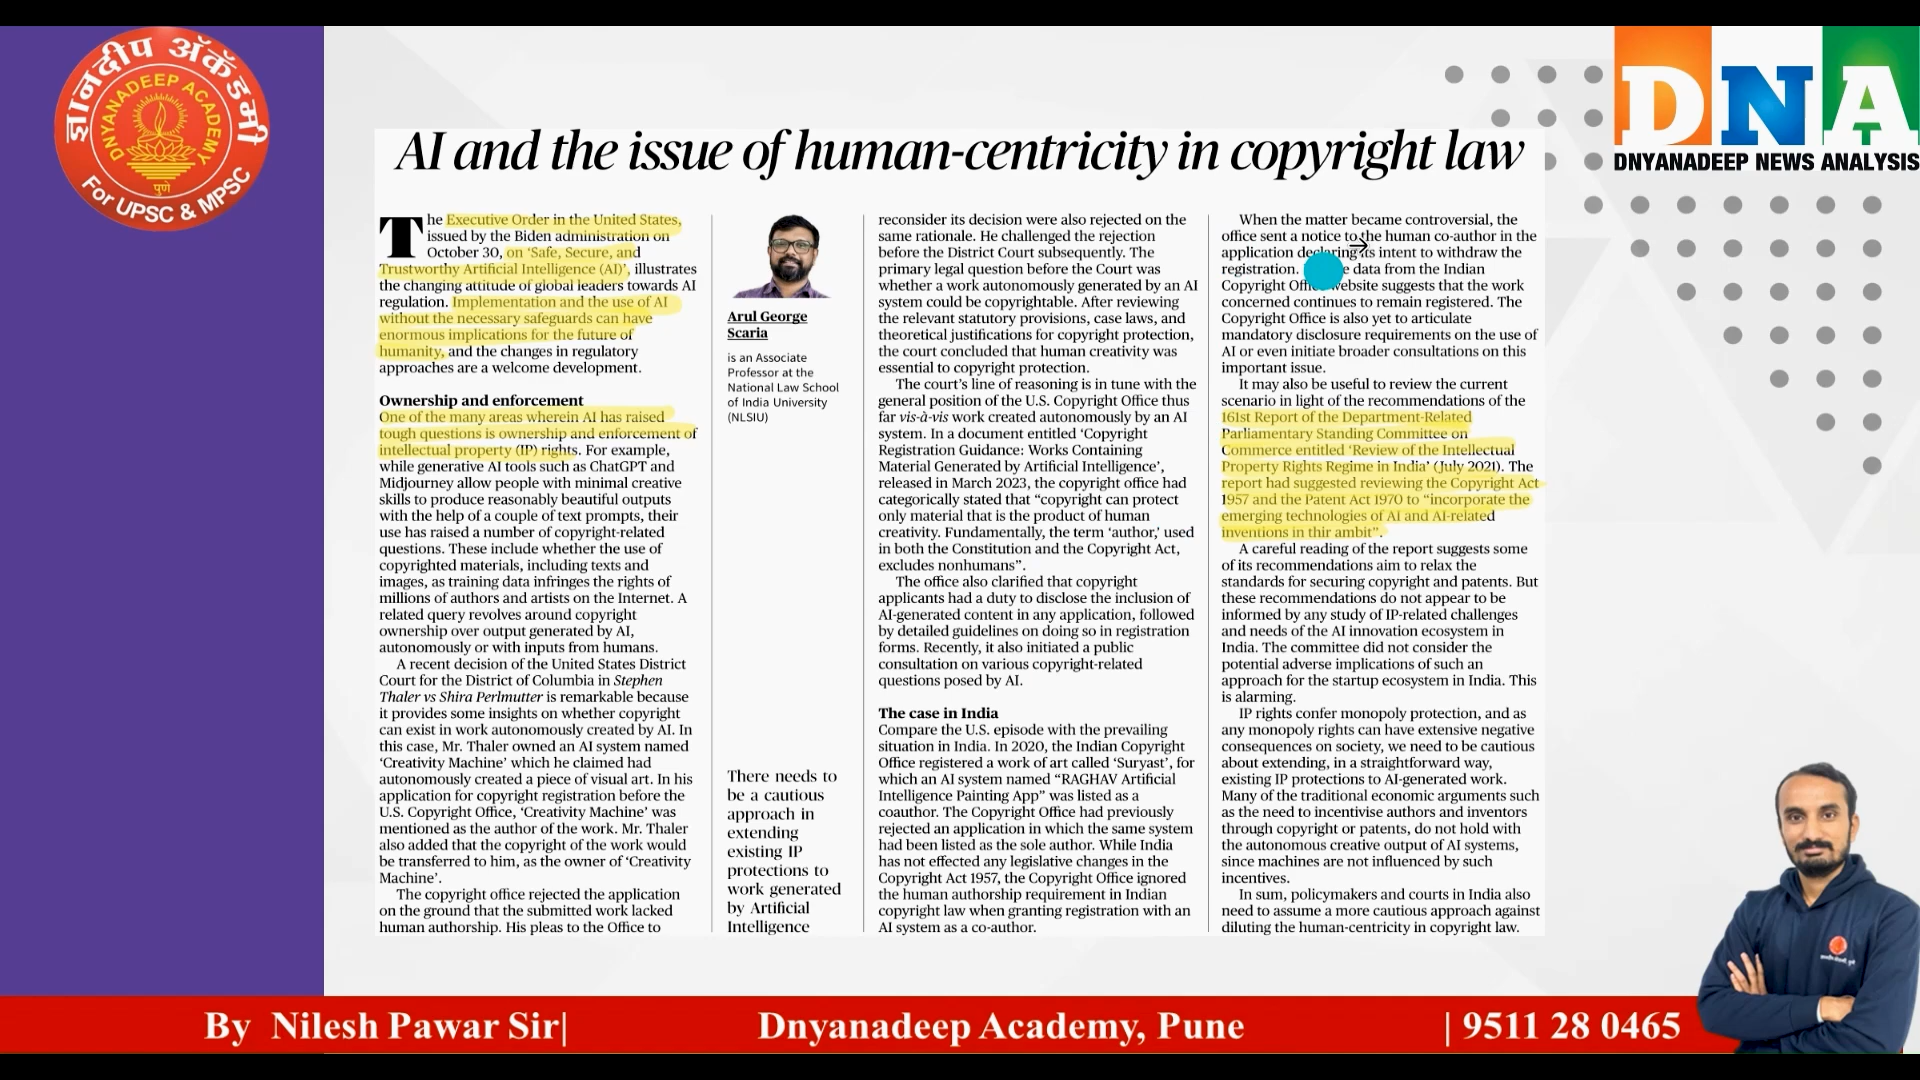 ज्ञानदीप अ‍ॅकॅडमी
DNYANADEEP ACADEMY
पुणे
For UPSC & MPSC
DNA
DNYANADEEP NEWS ANALYSIS
AI and the issue of human-centricity in copyright law
The Executive Order in the United States,
issued by the Biden administration on
October 30, on ‘Safe, Secure, and
Trustworthy Artificial Intelligence (AI)’, illustrates
the changing attitude of global leaders towards AI
regulation. Implementation and the use of AI
without the necessary safeguards can have
enormous implications for the future of
humanity, and the changes in regulatory
approaches are a welcome development.
Ownership and enforcement
One of the many areas wherein AI has raised
tough questions is ownership and enforcement of
intellectual property (IP) rights. For example,
while generative AI tools such as ChatGPT and
Midjourney allow people with minimal creative
skills to produce reasonably beautiful outputs
with the help of a couple of text prompts, their
use has raised a number of copyright-related
questions. These include whether the use of
copyrighted materials, including texts and
images, as training data infringes the rights of
millions of authors and artists on the Internet. A
related query revolves around copyright
ownership over output generated by AI,
autonomously or with inputs from humans.
A recent decision of the United States District
Court for the District of Columbia in Stephen
Thaler vs Shira Perlmutter is remarkable because
it provides some insights on whether copyright
can exist in work autonomously created by AI. In
this case, Mr. Thaler owned an AI system named
‘Creativity Machine’ which he claimed had
autonomously created a piece of visual art. In his
application for copyright registration before the
U.S. Copyright Office, ‘Creativity Machine’ was
mentioned as the author of the work. Mr. Thaler
also added that the copyright of the work would
be transferred to him, as the owner of ‘Creativity
Machine’.
The copyright office rejected the application
on the ground that the submitted work lacked
human authorship. His pleas to the Office to
Arul George
Scaria
is an Associate
Professor at the
National Law School
of India University
(NLSIU)
There needs to
be a cautious
approach in
extending
existing IP
protections to
work generated
by Artificial
Intelligence
reconsider its decision were also rejected on the
same rationale. He challenged the rejection
before the District Court subsequently. The
primary legal question before the Court was
whether a work autonomously generated by an AI
system could be copyrightable. After reviewing
the relevant statutory provisions, case laws, and
theoretical justifications for copyright protection,
the court concluded that human creativity was
essential to copyright protection.
The court’s line of reasoning is in tune with the
general position of the U.S. Copyright Office thus
far vis-à-vis work created autonomously by an AI
system. In a document entitled ‘Copyright
Registration Guidance: Works Containing
Material Generated by Artificial Intelligence’,
released in March 2023, the copyright office had
categorically stated that “copyright can protect
only material that is the product of human
creativity. Fundamentally, the term ‘author,’ used
in both the Constitution and the Copyright Act,
excludes nonhumans”.
The office also clarified that copyright
applicants had a duty to disclose the inclusion of
AI-generated content in any application, followed
by detailed guidelines on doing so in registration
forms. Recently, it also initiated a public
consultation on various copyright-related
questions posed by AI.
The case in India
Compare the U.S. episode with the prevailing
situation in India. In 2020, the Indian Copyright
Office registered a work of art called ‘Suryast’, for
which an AI system named “RAGHAV Artificial
Intelligence Painting App” was listed as a
coauthor. The Copyright Office had previously
rejected an application in which the same system
had been listed as the sole author. While India
has not effected any legislative changes in the
Copyright Act 1957, the Copyright Office ignored
the human authorship requirement in Indian
copyright law when granting registration with an
AI system as a co-author.
When the matter became controversial, the
office sent a notice to the human co-author in the
application declaring its intent to withdraw the
registration. data from the Indian
Copyright Office website suggests that the work
concerned continues to remain registered. The
Copyright Office is also yet to articulate
mandatory disclosure requirements on the use of
AI or even initiate broader consultations on this
important issue.
It may also be useful to review the current
scenario in light of the recommendations of the
161st Report of the Department-Related
Parliamentary Standing Committee on
Commerce entitled ‘Review of the Intellectual
Property Rights Regime in India’ (July 2021). The
report had suggested reviewing the Copyright Act
1957 and the Patent Act 1970 to “incorporate the
emerging technologies of AI and AI-related
inventions in thir ambit”.
A careful reading of the report suggests some
of its recommendations aim to relax the
standards for securing copyright and patents. But
these recommendations do not appear to be
informed by any study of IP-related challenges
and needs of the AI innovation ecosystem in
India. The committee did not consider the
potential adverse implications of such an
approach for the startup ecosystem in India. This
is alarming.
IP rights confer monopoly protection, and as
any monopoly rights can have extensive negative
consequences on society, we need to be cautious
about extending, in a straightforward way,
existing IP protections to AI-generated work.
Many of the traditional economic arguments such
as the need to incentivise authors and inventors
through copyright or patents, do not hold with
the autonomous creative output of AI systems,
since machines are not influenced by such
incentives.
In sum, policymakers and courts in India also
need to assume a more cautious approach against
diluting the human-centricity in copyright law.
By Nilesh Pawar Sir| Dnyanadeep Academy, Pune | 9511 28 0465